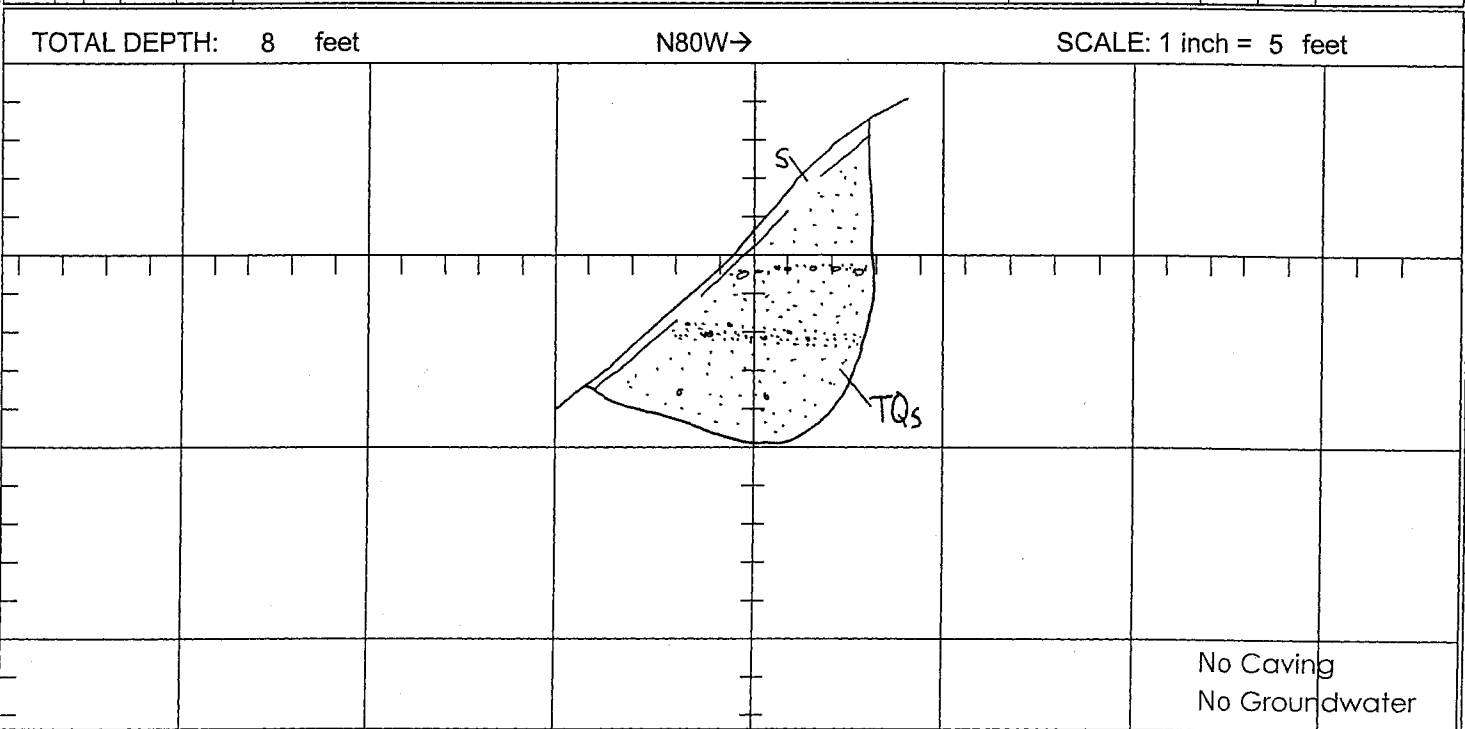 TOTAL DEPTH: 8 feet N80W→ SCALE: 1 inch = 5 feet
S
TQs
No Caving
No Groundwater